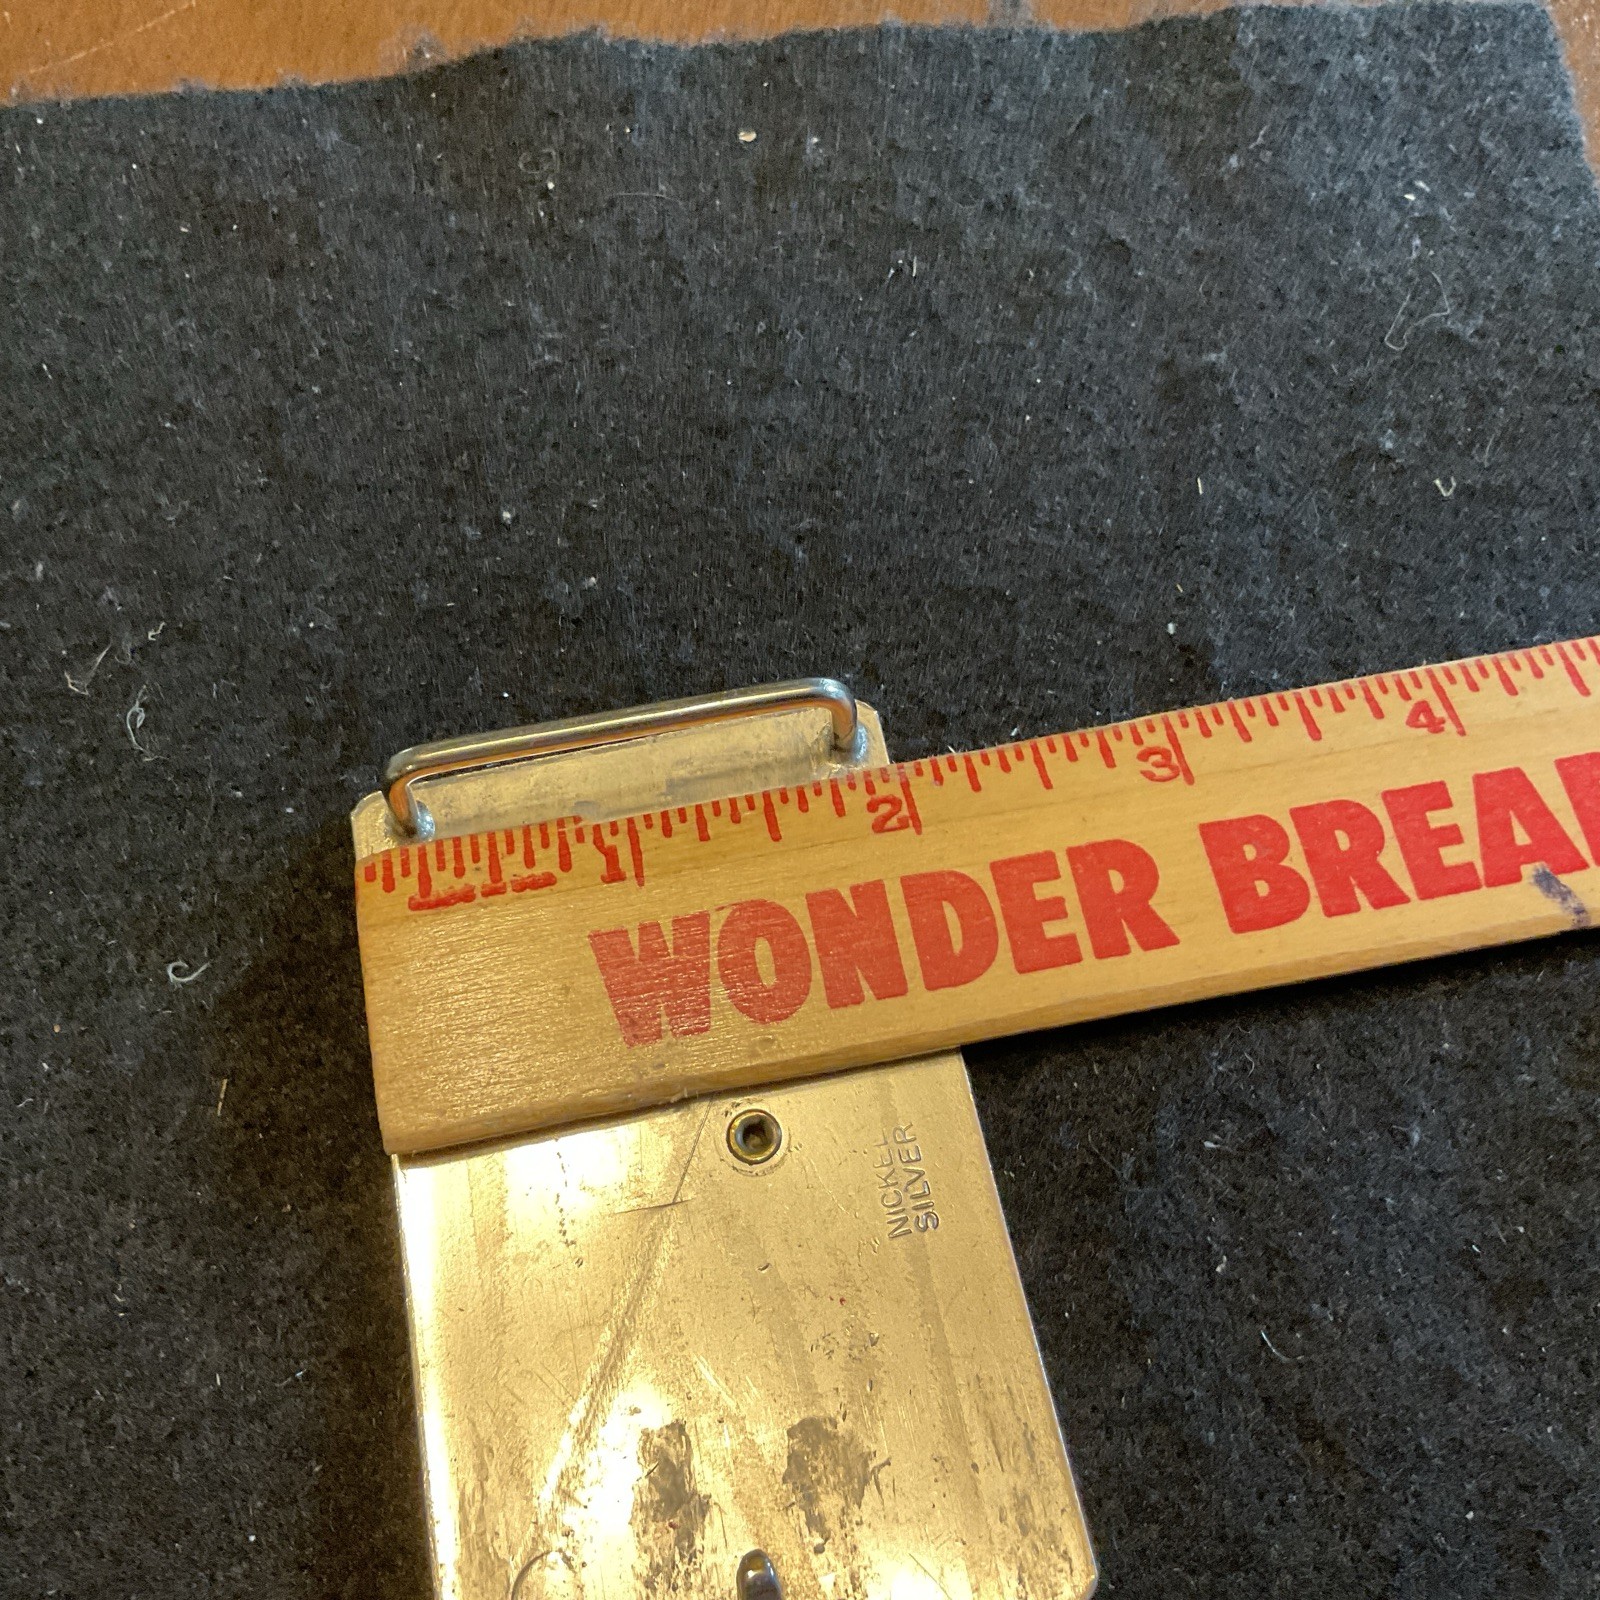 1 2 3 4
WONDER BREA
NICKEL
SILVER